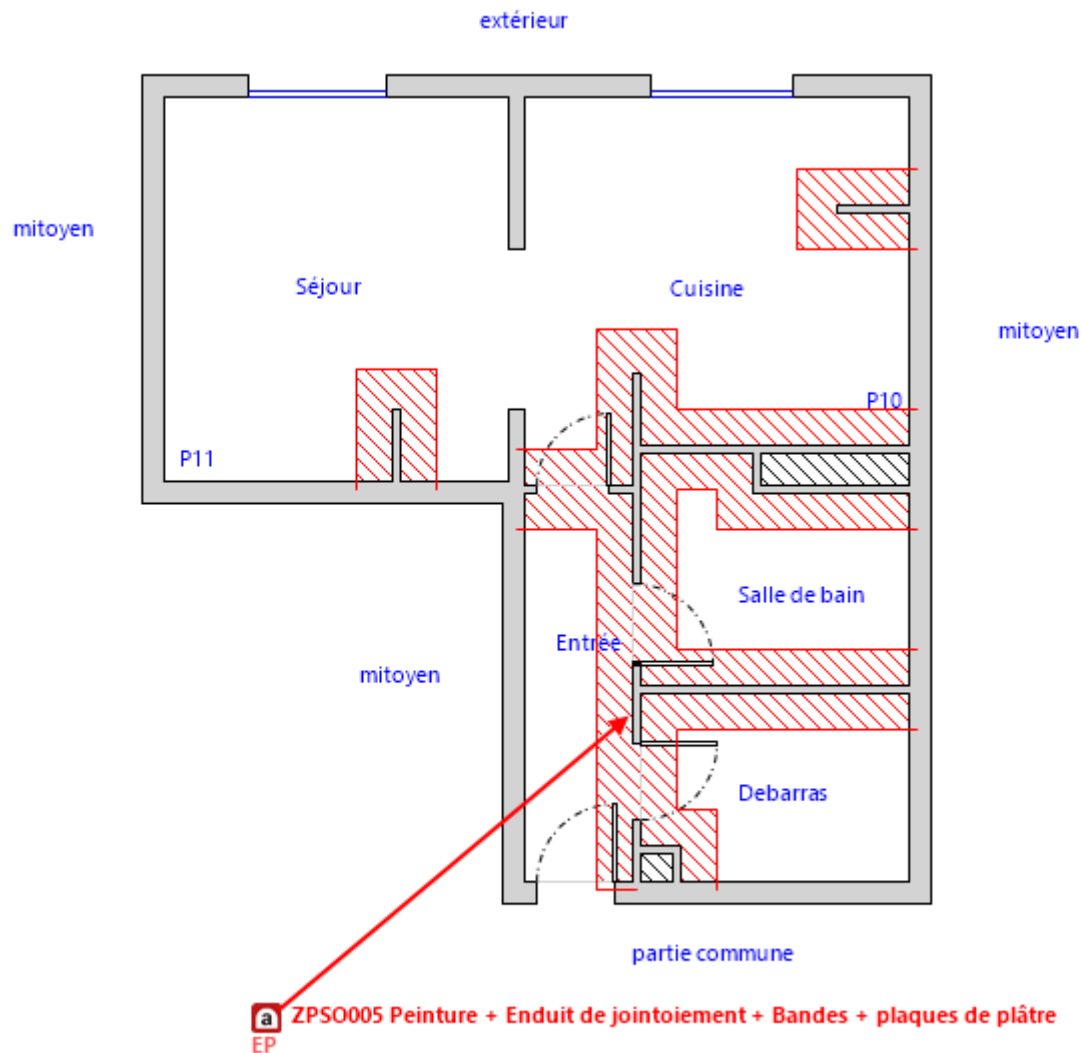 extérieur
mitoyen
Séjour
Cuisine
mitoyen
P10
P11
Salle de bain
Entrée
mitoyen
Debarras
partie commune
a ZPSO005 Peinture + Enduit de jointoiement + Bandes + plaques de plâtre
EP